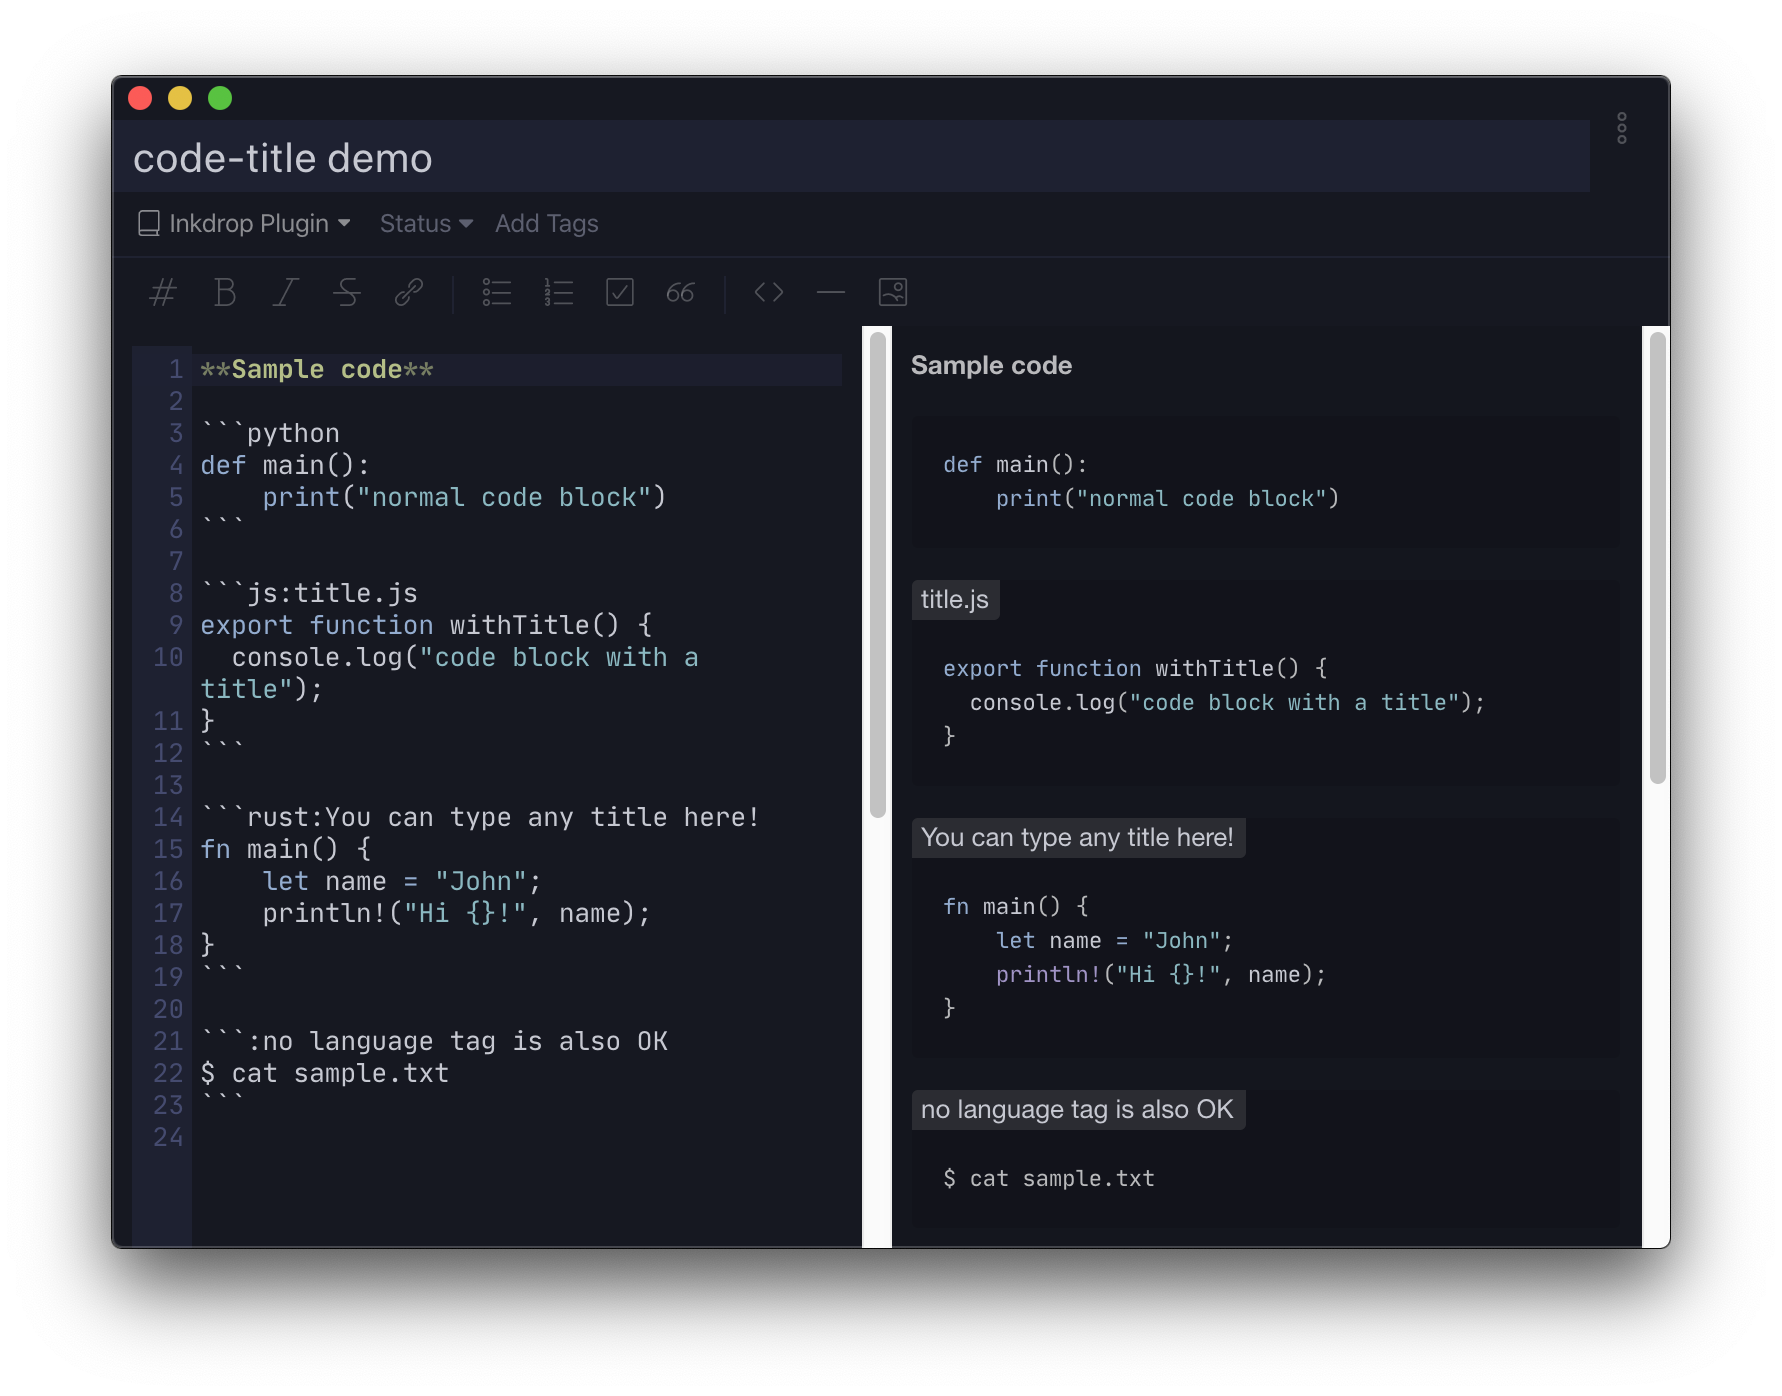 code-title demo
Inkdrop Plugin Status Add Tags
1 **Sample code**
2
3 ```python
4 def main():
5     print("normal code block")
6 ```
7
8 ```js:title.js
9 export function withTitle() {
10   console.log("code block with a
title");
11 }
12 ```
13
14 ```rust:You can type any title here!
15 fn main() {
16     let name = "John";
17     println!("Hi {}!", name);
18 }
19 ```
20
21 ```:no language tag is also OK
22 $ cat sample.txt
23 ```
24
Sample code
def main():
    print("normal code block")
title.js
export function withTitle() {
  console.log("code block with a title");
}
You can type any title here!
fn main() {
    let name = "John";
    println!("Hi {}!", name);
}
no language tag is also OK
$ cat sample.txt